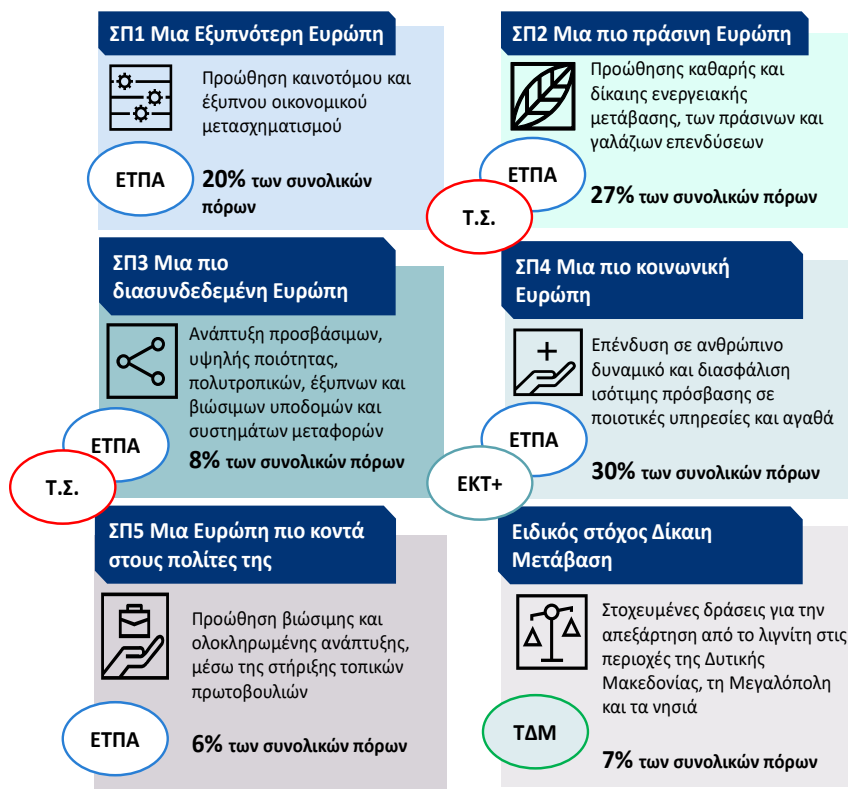 ΣΠ1 Μια Εξυπνότερη Ευρώπη
Προώθηση καινοτόμου και
έξυπνου οικονομικού
μετασχηματισμού
ΕΤΠΑ
20% των συνολικών
πόρων
ΣΠ2 Μια πιο πράσινη Ευρώπη
Προώθησης καθαρής και
δίκαιης ενεργειακής
μετάβασης, των πράσινων και
γαλάζιων επενδύσεων
ΕΤΠΑ
27% των συνολικών πόρων
Τ.Σ.
ΣΠ3 Μια πιο
διασυνδεδεμένη Ευρώπη
Ανάπτυξη προσβάσιμων,
υψηλής ποιότητας,
πολυτροπικών, έξυπνων και
βιώσιμων υποδομών και
συστημάτων μεταφορών
ΕΤΠΑ
8% των συνολικών πόρων
Τ.Σ.
ΣΠ4 Μια πιο κοινωνική
Ευρώπη
Επένδυση σε ανθρώπινο
δυναμικό και διασφάλιση
ισότιμης πρόσβασης σε
ποιοτικές υπηρεσίες και αγαθά
ΕΤΠΑ
30% των συνολικών πόρων
ΕΚΤ+
ΣΠ5 Μια Ευρώπη πιο κοντά
στους πολίτες της
Προώθηση βιώσιμης και
ολοκληρωμένης ανάπτυξης,
μέσω της στήριξης τοπικών
πρωτοβουλιών
ΕΤΠΑ
6% των συνολικών πόρων
Ειδικός στόχος Δίκαιη
Μετάβαση
Στοχευμένες δράσεις για την
απεξάρτηση από το λιγνίτη στις
περιοχές της Δυτικής
Μακεδονίας, τη Μεγαλόπολη
και τα νησιά
ΤΔΜ
7% των συνολικών πόρων